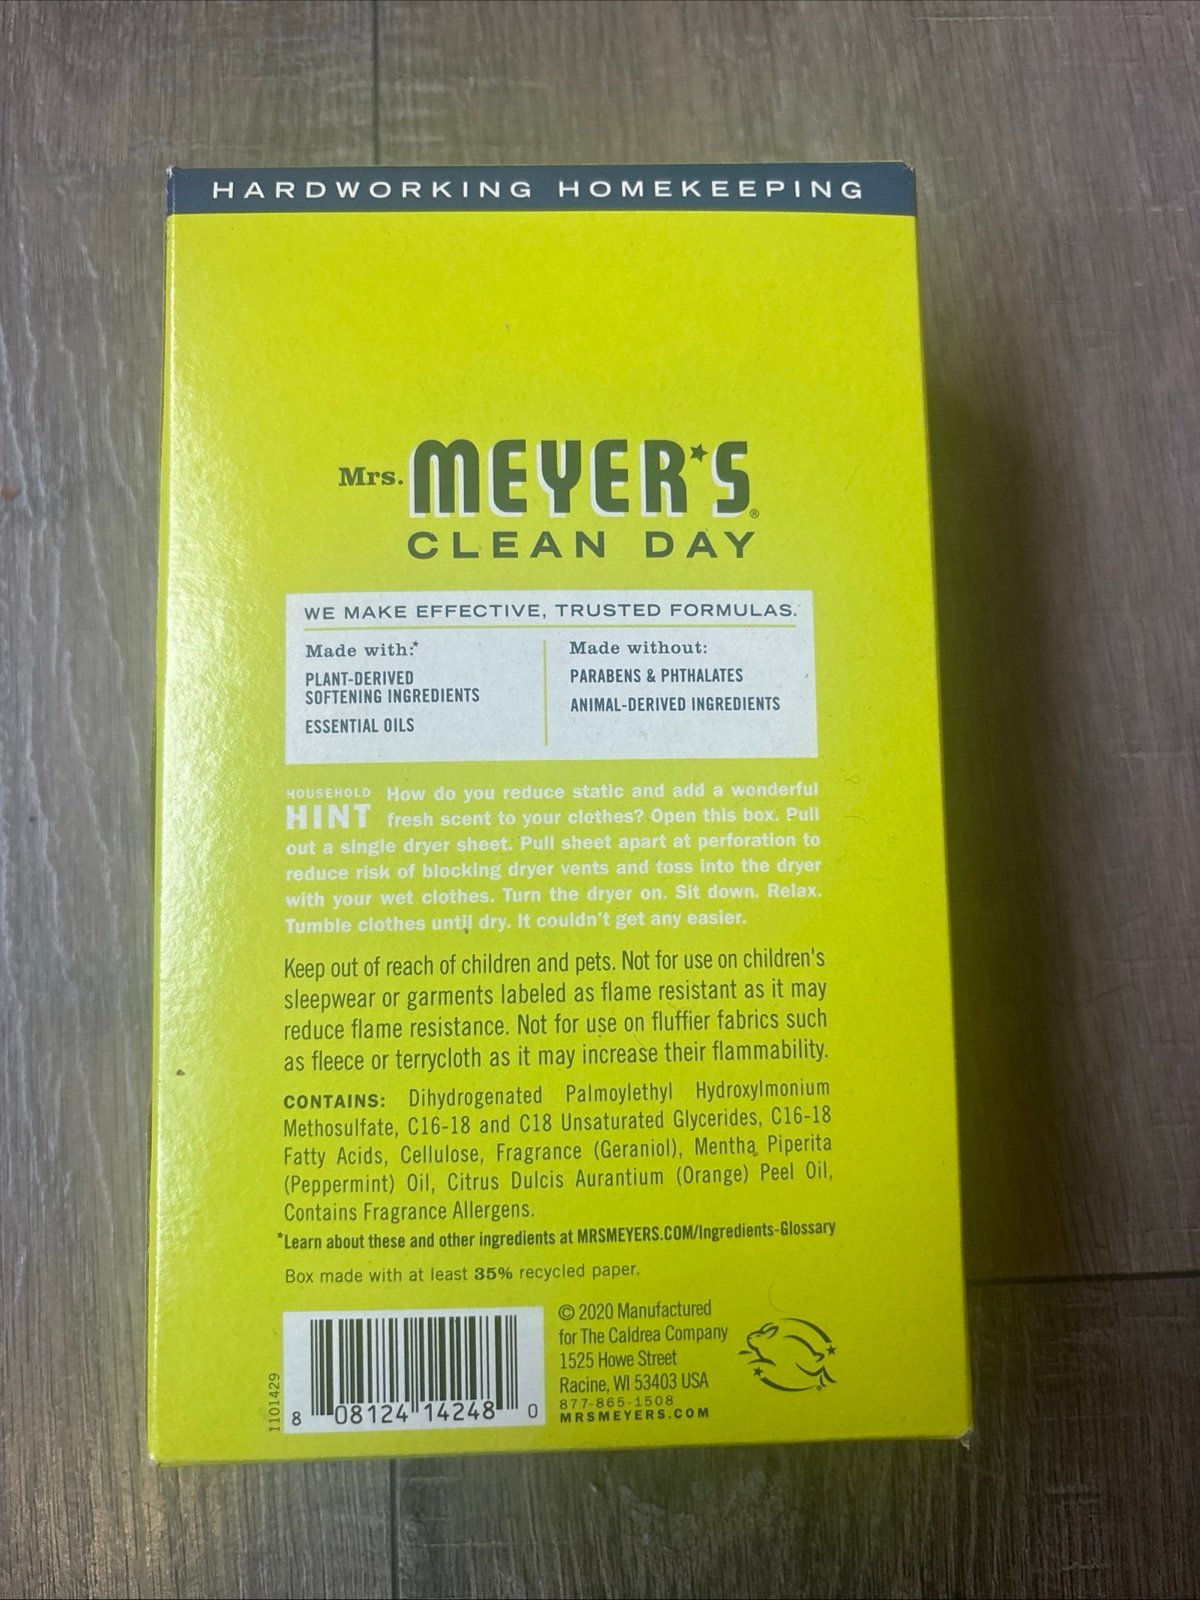 HARDWORKING HOMEKEEPING
Mrs. MEYER'S®
CLEAN DAY
WE MAKE EFFECTIVE, TRUSTED FORMULAS.
Made with:*
PLANT-DERIVED
SOFTENING INGREDIENTS
ESSENTIAL OILS
Made without:
PARABENS & PHTHALATES
ANIMAL-DERIVED INGREDIENTS
HOUSEHOLD
HINT
How do you reduce static and add a wonderful
fresh scent to your clothes? Open this box. Pull
out a single dryer sheet. Pull sheet apart at perforation to
reduce risk of blocking dryer vents and toss into the dryer
with your wet clothes. Turn the dryer on. Sit down. Relax.
Tumble clothes until dry. It couldn't get any easier.
Keep out of reach of children and pets. Not for use on children's
sleepwear or garments labeled as flame resistant as it may
reduce flame resistance. Not for use on fluffier fabrics such
as fleece or terrycloth as it may increase their flammability.
CONTAINS: Dihydrogenated Palmoylethyl Hydroxylmonium
Methosulfate, C16-18 and C18 Unsaturated Glycerides, C16-18
Fatty Acids, Cellulose, Fragrance (Geraniol), Mentha Piperita
(Peppermint) Oil, Citrus Dulcis Aurantium (Orange) Peel Oil,
Contains Fragrance Allergens.
*Learn about these and other ingredients at MRSMEYERS.COM/Ingredients-Glossary
Box made with at least 35% recycled paper.
1101429
8 08124 14248 0
© 2020 Manufactured
for The Caldrea Company
1525 Howe Street
Racine, WI 53403 USA
877-865-1508
MRSMEYERS.COM